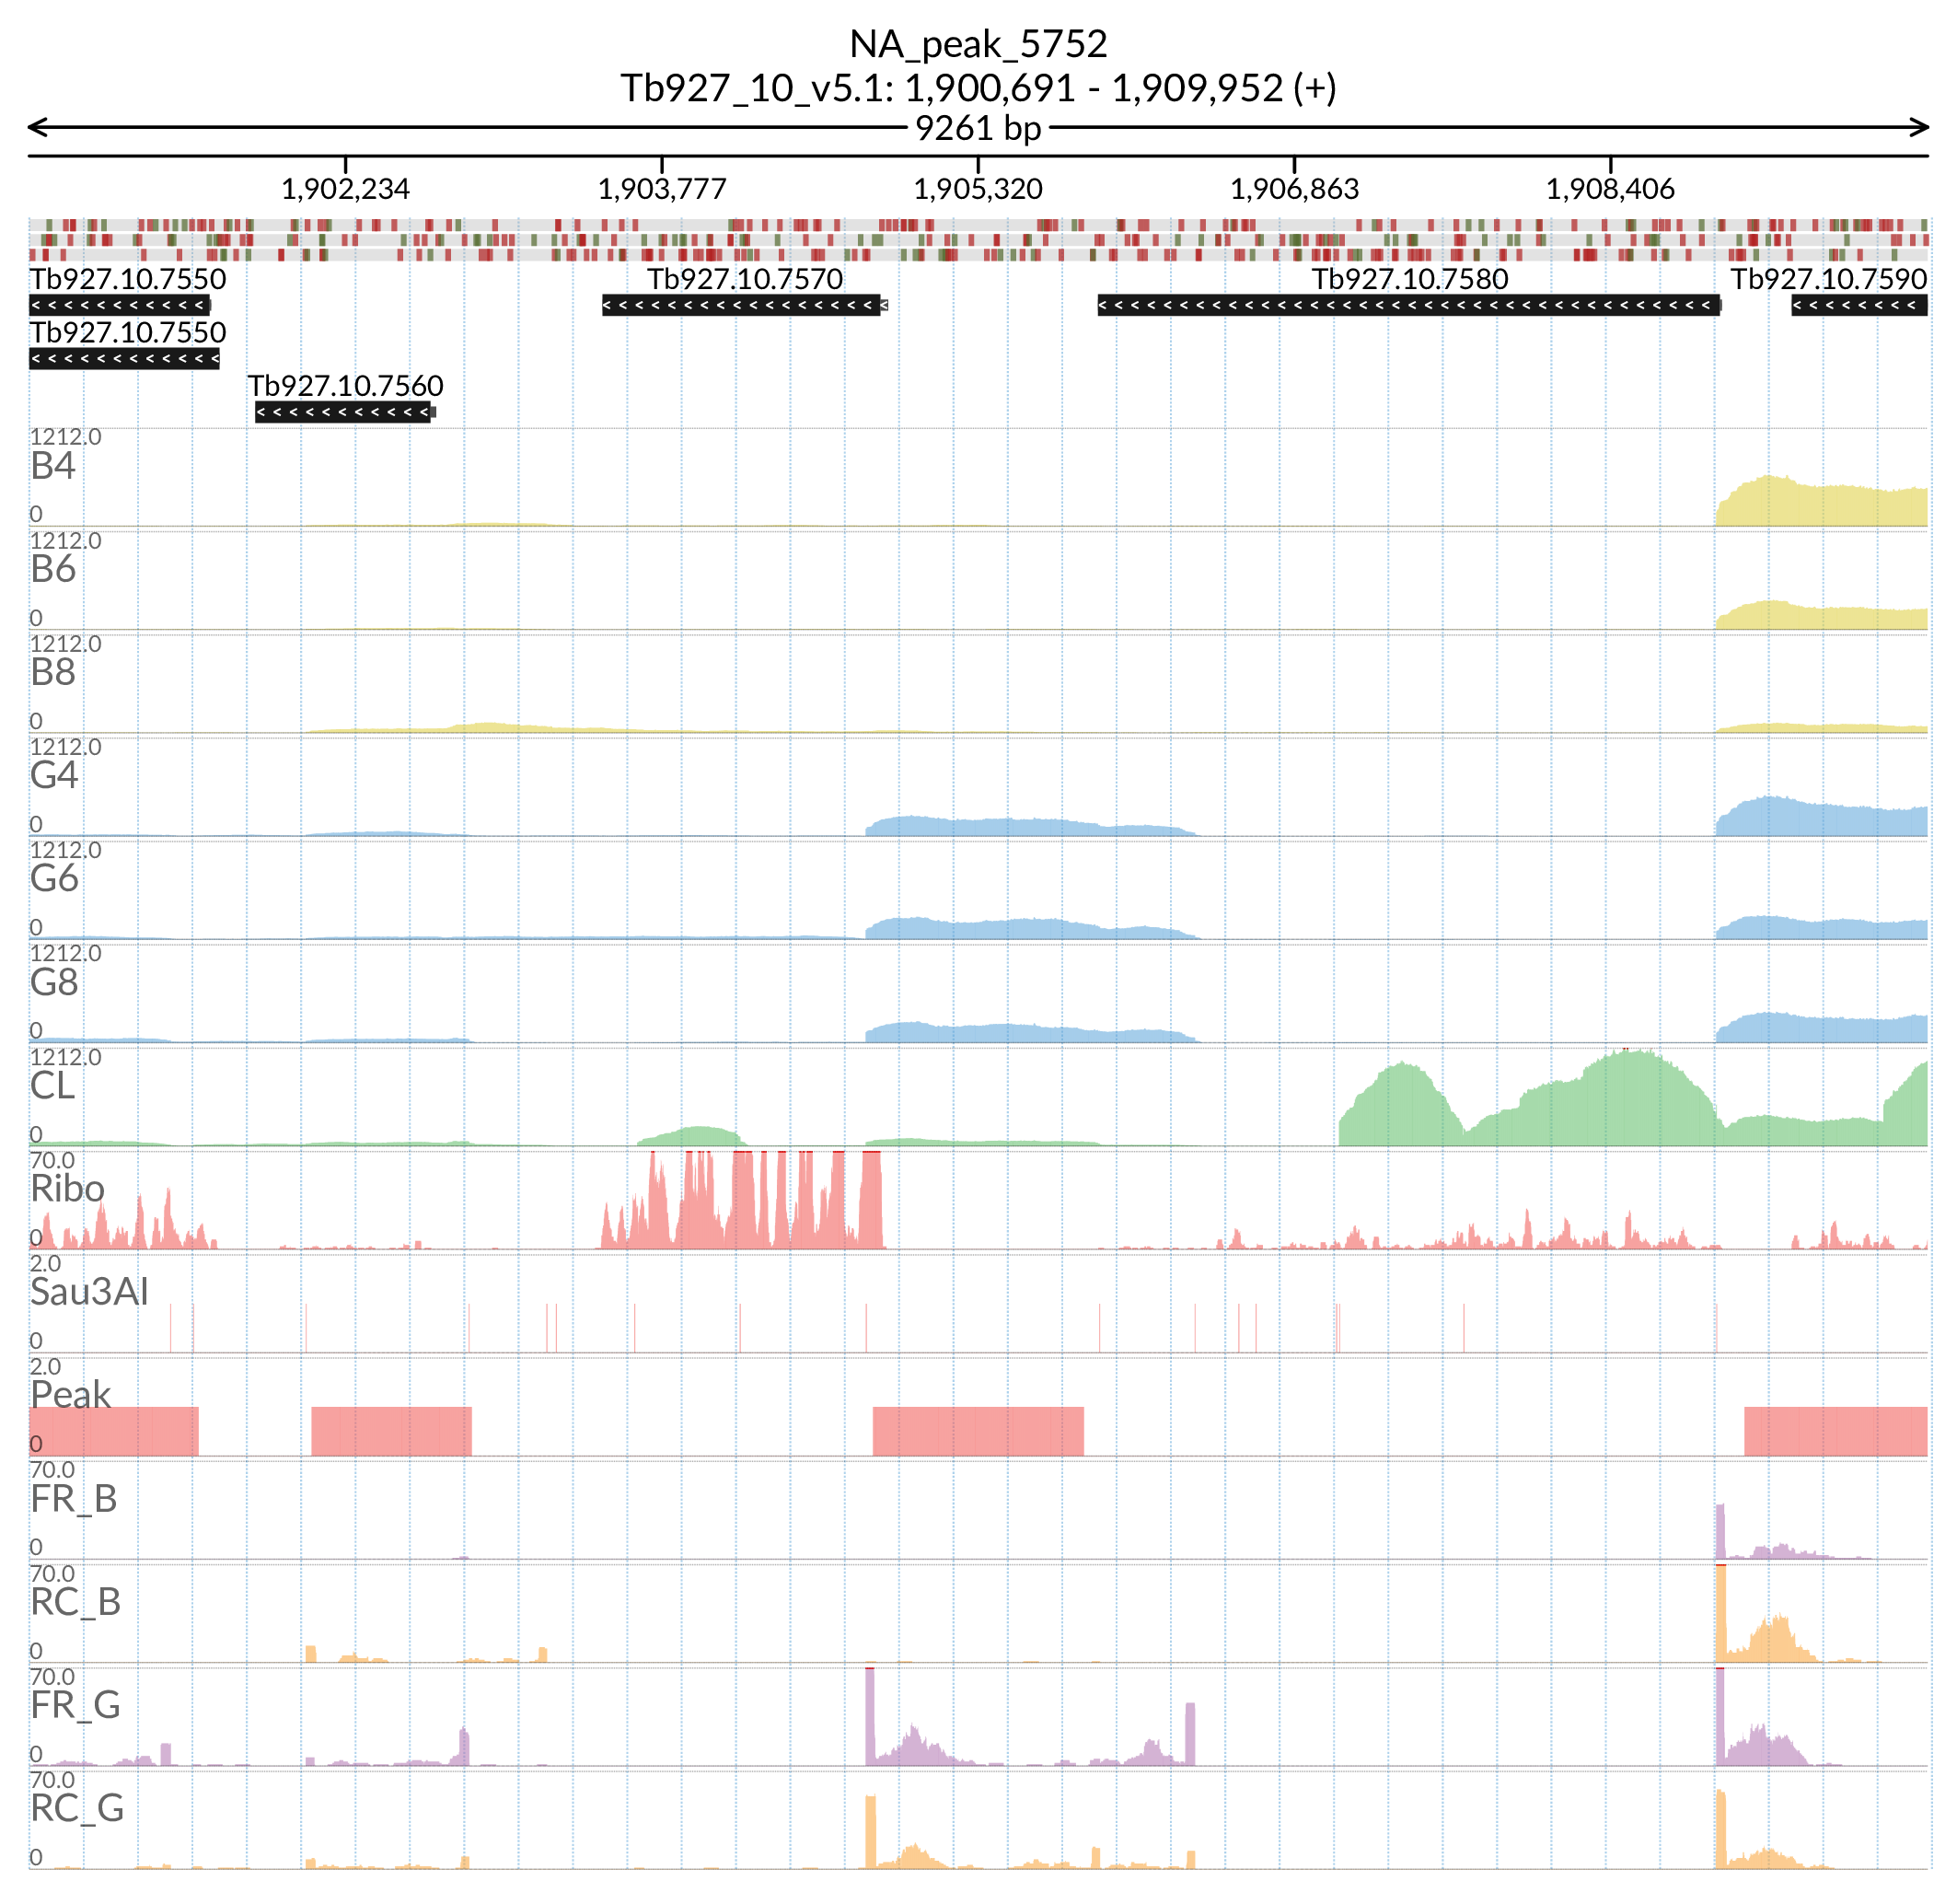 NA_peak_5752
Tb927_10_v5.1: 1,900,691 - 1,909,952 (+)
9261 bp
1,902,234 1,903,777 1,905,320 1,906,863 1,908,406
Tb927.10.7550 Tb927.10.7570 Tb927.10.7580 Tb927.10.7590
Tb927.10.7550
Tb927.10.7560
1212.0
B4
0
1212.0
B6
0
1212.0
B8
0
1212.0
G4
0
1212.0
G6
0
1212.0
G8
0
1212.0
CL
0
70.0
Ribo
0
2.0
Sau3AI
0
2.0
Peak
0
70.0
FR_B
0
70.0
RC_B
0
70.0
FR_G
0
70.0
RC_G
0